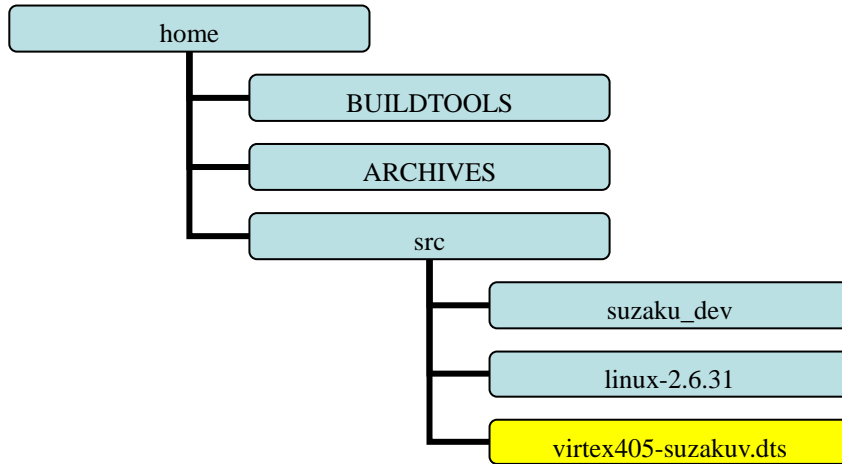 home
BUILDTOOLS
ARCHIVES
src
suzaku_dev
linux-2.6.31
virtex405-suzakuv.dts